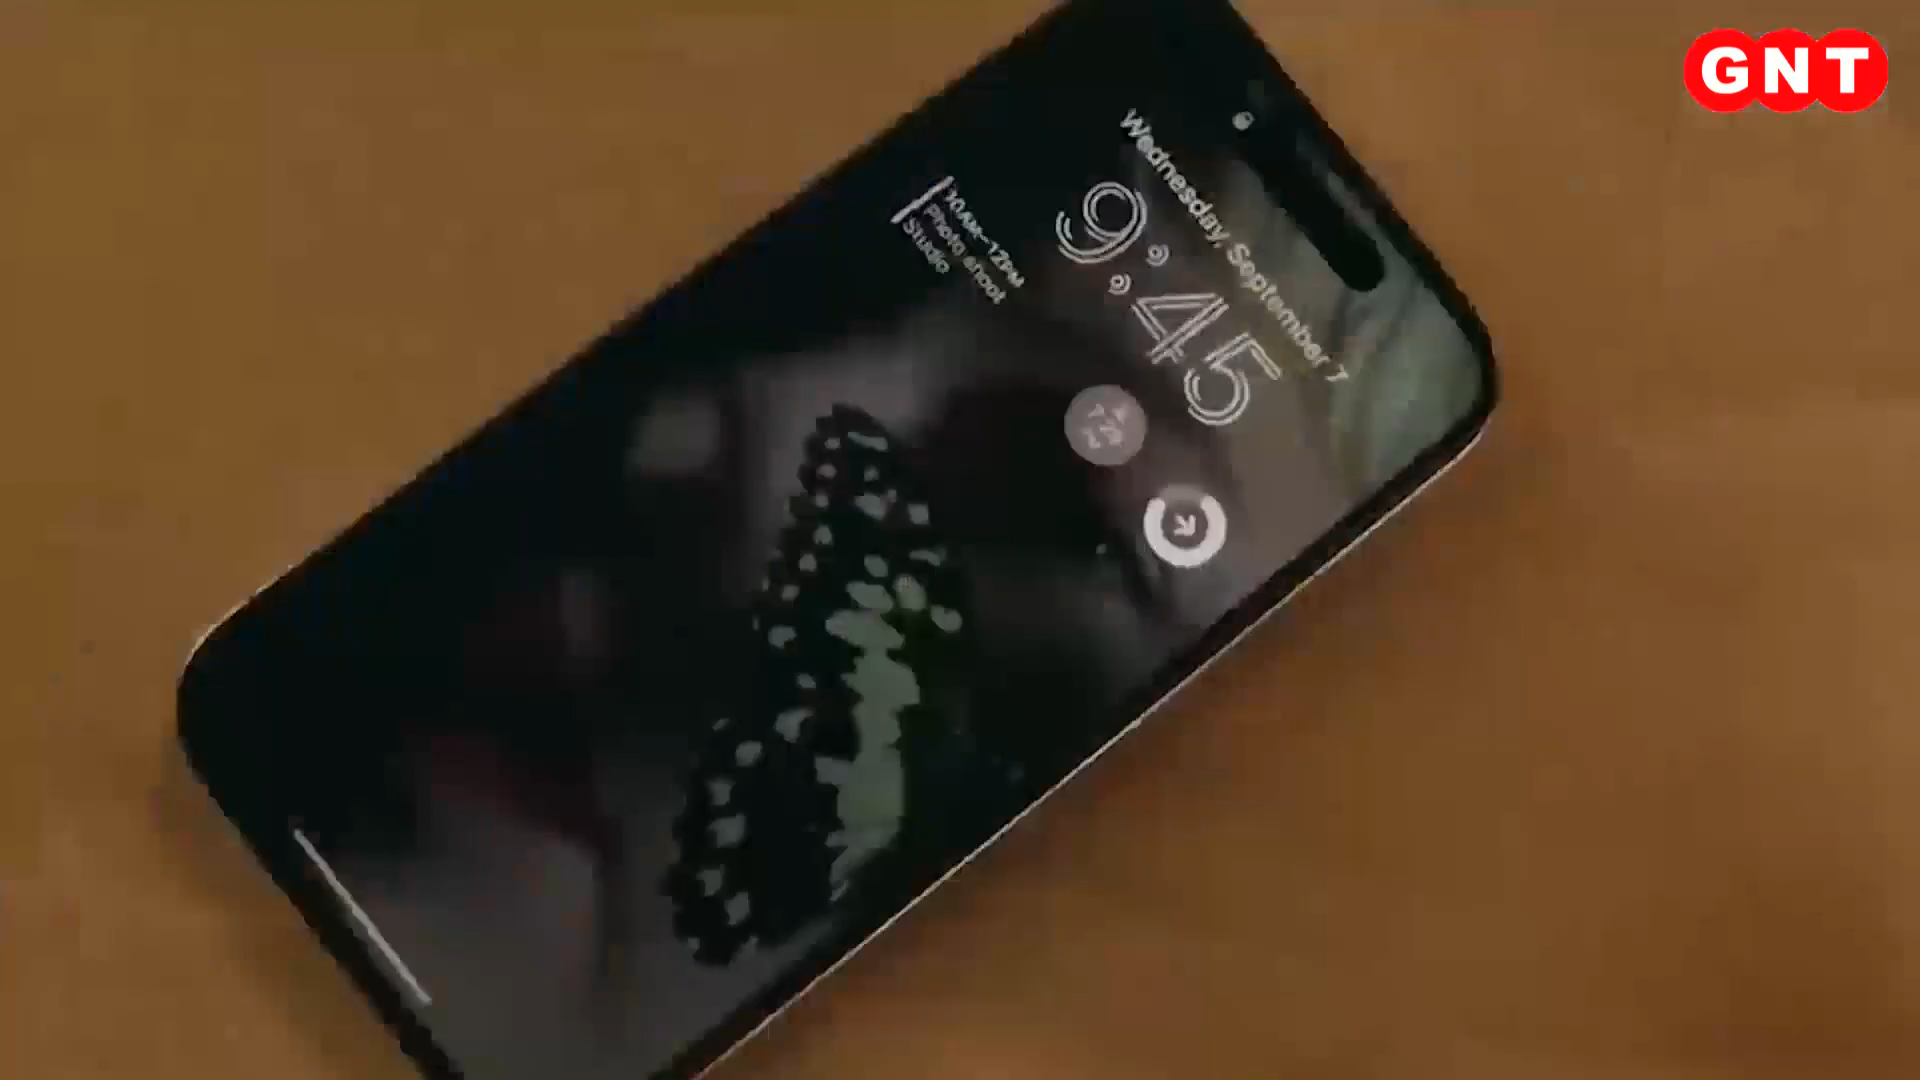 GNT
Wednesday, September 7
9:45
10AM–12PM
Photo shoot
Studio